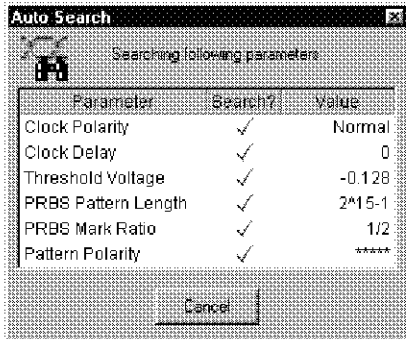 Auto Search
Searching following parameters
Parameter Search? Value
Clock Polarity ✓ Normal
Clock Delay ✓ 0
Threshold Voltage ✓ -0.128
PRBS Pattern Length ✓ 2^15-1
PRBS Mark Ratio ✓ 1/2
Pattern Polarity ✓ *****
Cancel